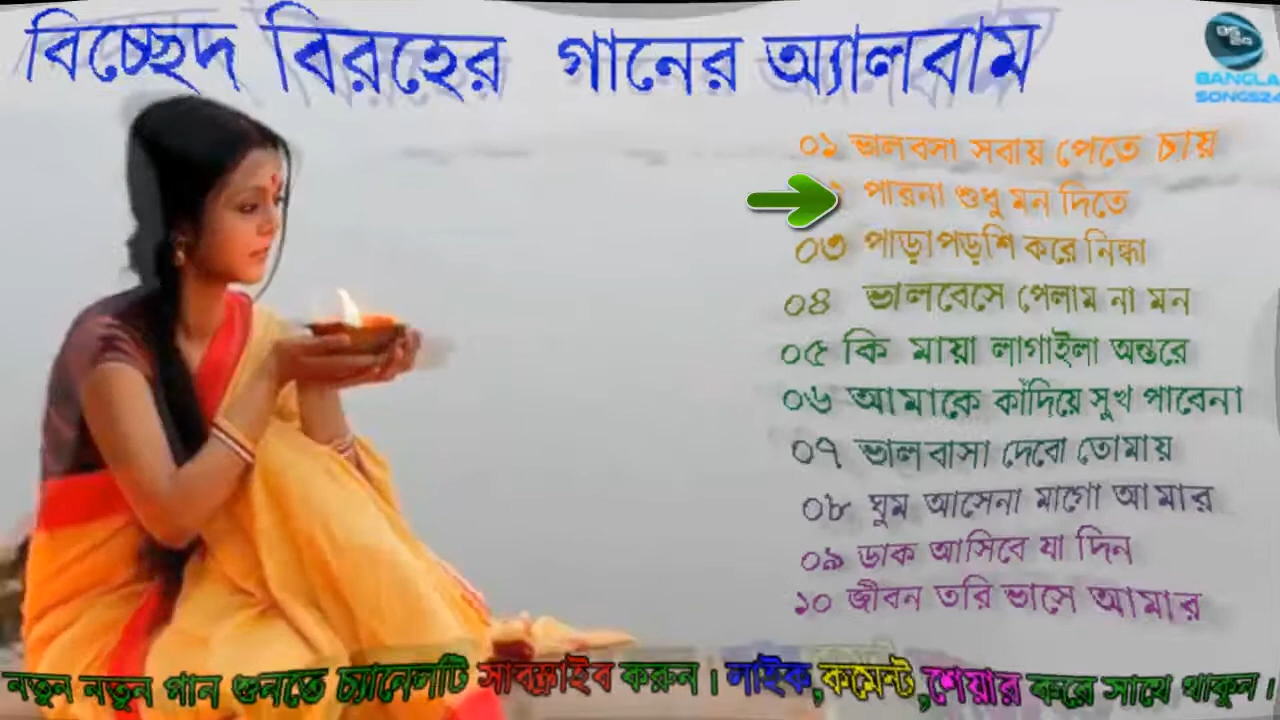 বিচ্ছেদ বিরহের গানের অ্যালবাম
BANGLA
SONGS24
০১ ভালবসা সবায় পেতে চায়
পারনা শুধু মন দিতে
০৩ পাড়াপড়শি করে নিন্ধা
০৪ ভালবেসে পেলাম না মন
০৫ কি মায়া লাগাইলা অন্তরে
০৬ আমাকে কাঁদিয়ে সুখ পাবেনা
০৭ ভালবাসা দেবো তোমায়
০৮ ঘুম আসেনা মাগো আমার
০৯ ডাক আসিবে যা দিন
১০ জীবন তরি ভাসে আমার
নতুন নতুন গান শুনতে চ্যানেলটি সাবস্ক্রাইব করুন। লাইক,কমেন্ট,শেয়ার করে সাথে থাকুন।